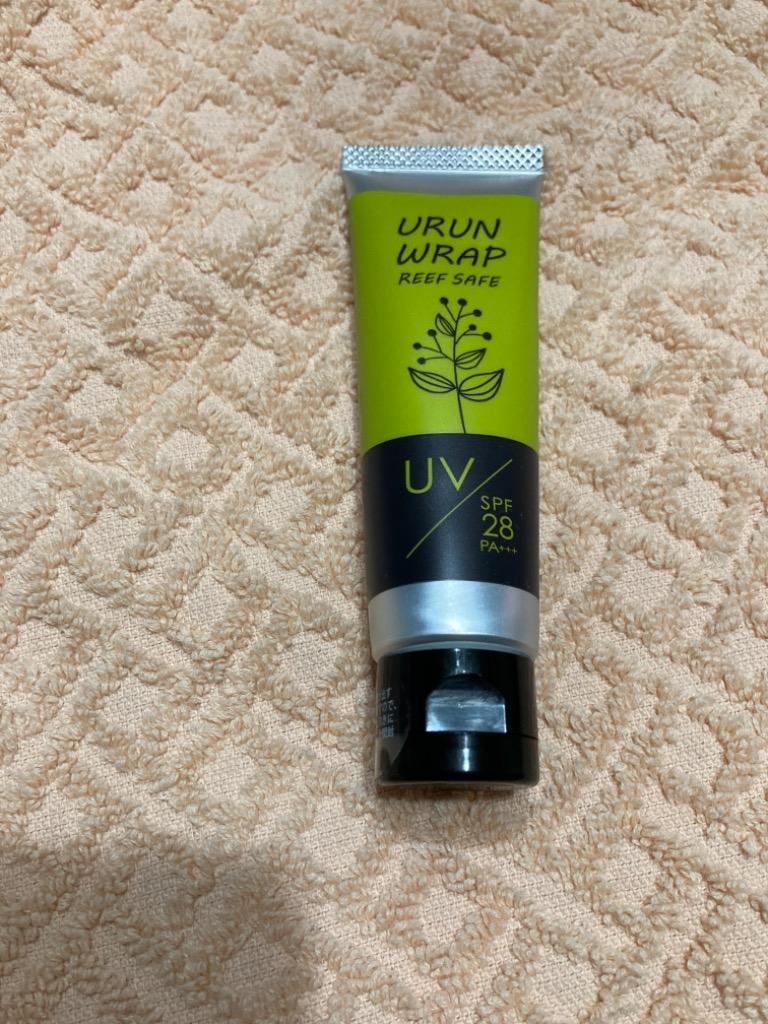 URUN
WRAP
REEF SAFE
UV
SPF
28
PA+++